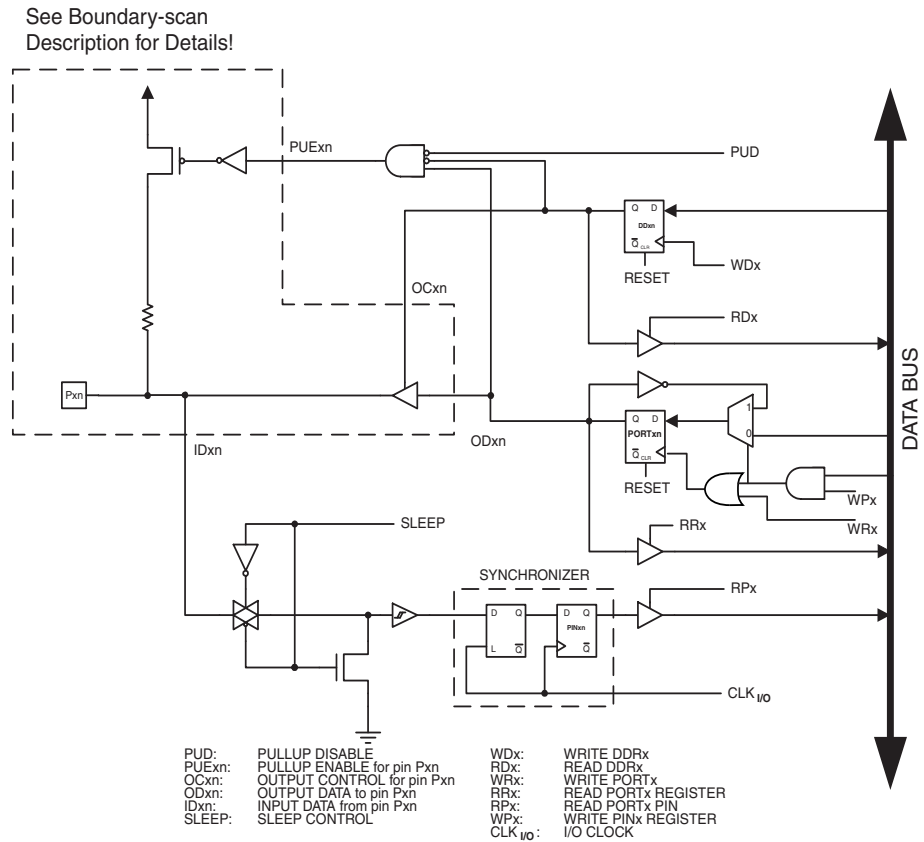 See Boundary-scan
Description for Details!
PUExn
PUD
Q D
DDxn
Q CLR
WDx
RESET
OCxn
RDx
Pxn
1
Q D
PORTxn
0
ODxn
IDxn
Q CLR
RESET
WPx
WRx
SLEEP
RRx
SYNCHRONIZER
RPx
D Q
D Q
PINxn
L Q
Q
CLK I/O
DATA BUS
PUD: PULLUP DISABLE
PUExn: PULLUP ENABLE for pin Pxn
OCxn: OUTPUT CONTROL for pin Pxn
ODxn: OUTPUT DATA to pin Pxn
IDxn: INPUT DATA from pin Pxn
SLEEP: SLEEP CONTROL
WDx: WRITE DDRx
RDx: READ DDRx
WRx: WRITE PORTx
RRx: READ PORTx REGISTER
RPx: READ PORTx PIN
WPx: WRITE PINx REGISTER
CLK I/O: I/O CLOCK